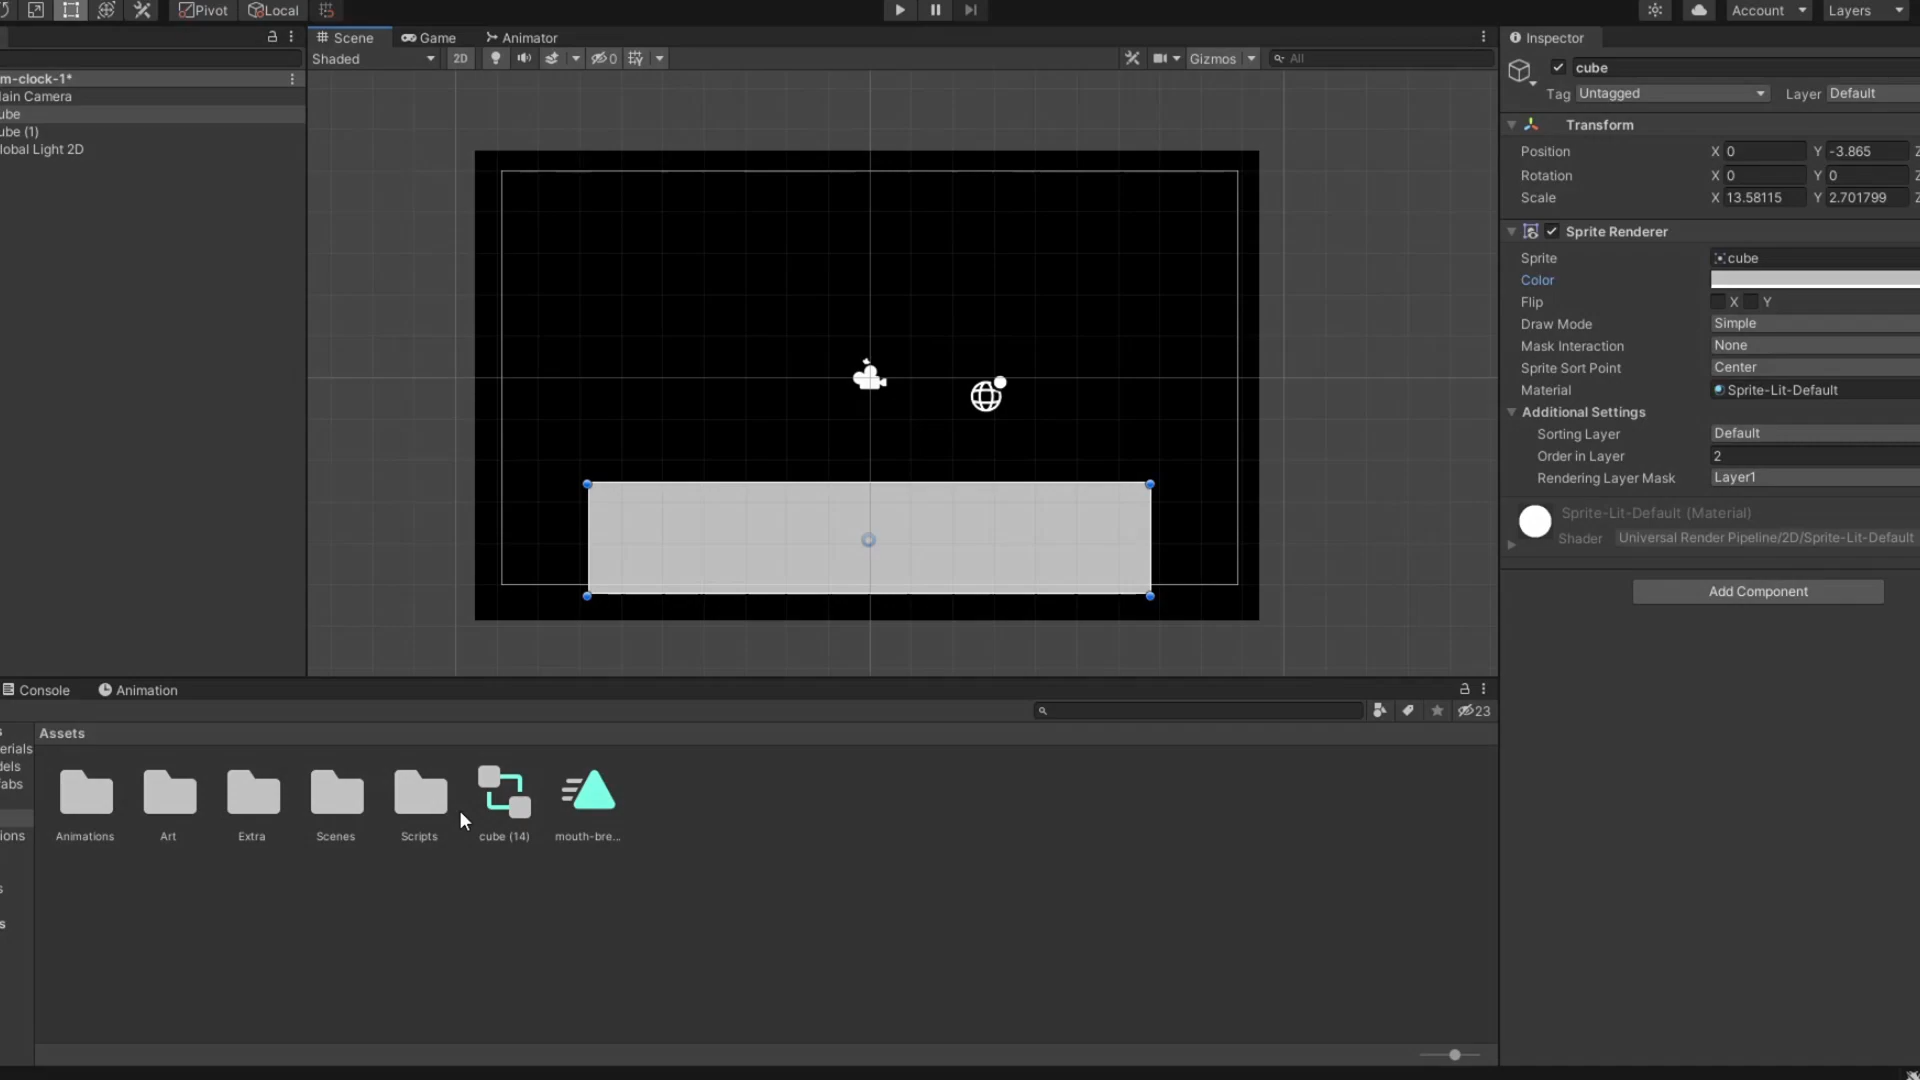 Pivot Local Account Layers
Scene Game Animator
Inspector
Shaded 2D 0 Gizmos All
cube
m-clock-1*
Tag Untagged Layer Default
ain Camera
ube
ube (1)
lobal Light 2D
Transform
Position X 0 Y -3.865 Z
Rotation X 0 Y 0 Z
Scale X 13.58115 Y 2.701799 Z
Sprite Renderer
Sprite cube
Color
Flip X Y
Draw Mode Simple
Mask Interaction None
Sprite Sort Point Center
Material Sprite-Lit-Default
Additional Settings
Sorting Layer Default
Order in Layer 2
Rendering Layer Mask Layer1
Sprite-Lit-Default (Material)
Shader Universal Render Pipeline/2D/Sprite-Lit-Default
Add Component
Console Animation
23
Assets
s
erials
dels
fabs
ions
s
s
Animations Art Extra Scenes Scripts cube (14) mouth-bre...